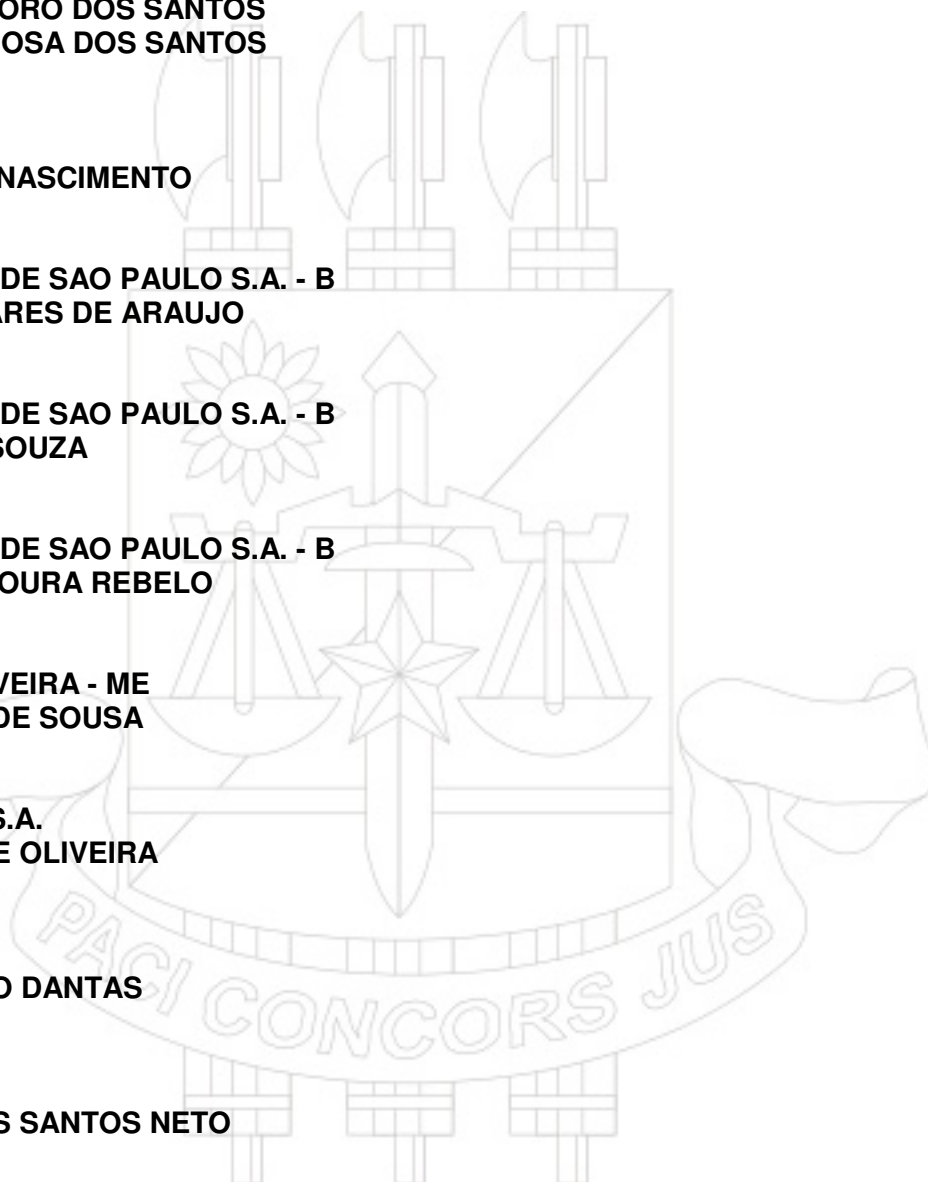 ORO DOS SANTOS
OSA DOS SANTOS
NASCIMENTO
DE SAO PAULO S.A. - B
ARES DE ARAUJO
DE SAO PAULO S.A. - B
SOUZA
DE SAO PAULO S.A. - B
OURA REBELO
VEIRA - ME
DE SOUSA
S.A.
E OLIVEIRA
O DANTAS
S SANTOS NETO
PACI CONCORS JUS